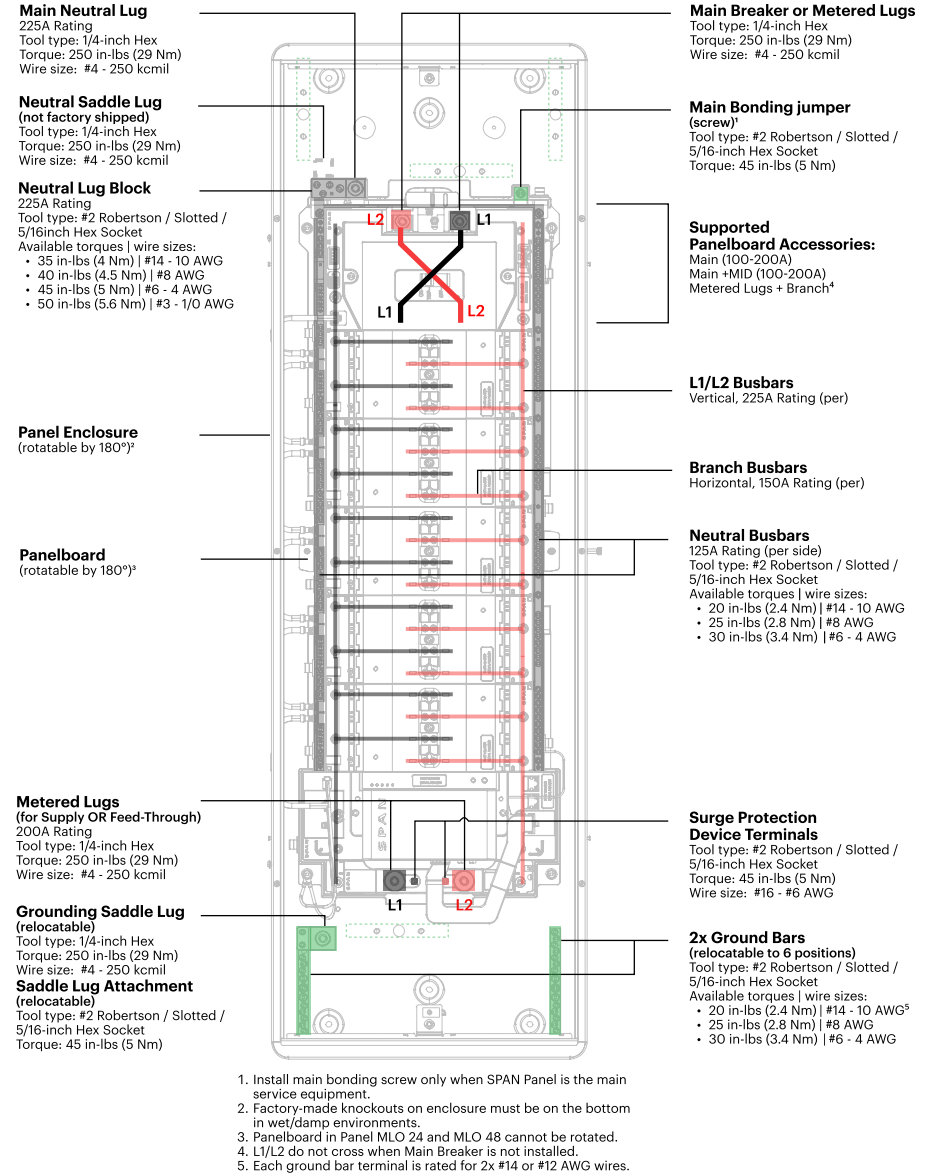 Main Neutral Lug
225A Rating
Tool type: 1/4-inch Hex
Torque: 250 in-lbs (29 Nm)
Wire size:  #4 - 250 kcmil
Neutral Saddle Lug
(not factory shipped)
Tool type: 1/4-inch Hex
Torque: 250 in-lbs (29 Nm)
Wire size:  #4 - 250 kcmil
Neutral Lug Block
225A Rating
Tool type: #2 Robertson / Slotted /
5/16inch Hex Socket
Available torques | wire sizes:
• 35 in-lbs (4 Nm) | #14 - 10 AWG
• 40 in-lbs (4.5 Nm) | #8 AWG
• 45 in-lbs (5 Nm) | #6 - 4 AWG
• 50 in-lbs (5.6 Nm) | #3 - 1/0 AWG
Panel Enclosure
(rotatable by 180°)²
Panelboard
(rotatable by 180°)³
Metered Lugs
(for Supply OR Feed-Through)
200A Rating
Tool type: 1/4-inch Hex
Torque: 250 in-lbs (29 Nm)
Wire size:  #4 - 250 kcmil
Grounding Saddle Lug
(relocatable)
Tool type: 1/4-inch Hex
Torque: 250 in-lbs (29 Nm)
Wire size:  #4 - 250 kcmil
Saddle Lug Attachment
(relocatable)
Tool type: #2 Robertson / Slotted /
5/16-inch Hex Socket
Torque: 45 in-lbs (5 Nm)
L2
L1
L1
L2
SPAN
L1
L2
Main Breaker or Metered Lugs
Tool type: 1/4-inch Hex
Torque: 250 in-lbs (29 Nm)
Wire size:  #4 - 250 kcmil
Main Bonding jumper
(screw)¹
Tool type: #2 Robertson / Slotted /
5/16-inch Hex Socket
Torque: 45 in-lbs (5 Nm)
Supported
Panelboard Accessories:
Main (100-200A)
Main +MID (100-200A)
Metered Lugs + Branch⁴
L1/L2 Busbars
Vertical, 225A Rating (per)
Branch Busbars
Horizontal, 150A Rating (per)
Neutral Busbars
125A Rating (per side)
Tool type: #2 Robertson / Slotted /
5/16-inch Hex Socket
Available torques | wire sizes:
• 20 in-lbs (2.4 Nm) | #14 - 10 AWG
• 25 in-lbs (2.8 Nm) | #8 AWG
• 30 in-lbs (3.4 Nm) | #6 - 4 AWG
Surge Protection
Device Terminals
Tool type: #2 Robertson / Slotted /
5/16-inch Hex Socket
Torque: 45 in-lbs (5 Nm)
Wire size:  #16 - #6 AWG
2x Ground Bars
(relocatable to 6 positions)
Tool type: #2 Robertson / Slotted /
5/16-inch Hex Socket
Available torques | wire sizes:
• 20 in-lbs (2.4 Nm) | #14 - 10 AWG⁵
• 25 in-lbs (2.8 Nm) | #8 AWG
• 30 in-lbs (3.4 Nm) | #6 - 4 AWG
1. Install main bonding screw only when SPAN Panel is the main
service equipment.
2. Factory-made knockouts on enclosure must be on the bottom
in wet/damp environments.
3. Panelboard in Panel MLO 24 and MLO 48 cannot be rotated.
4. L1/L2 do not cross when Main Breaker is not installed.
5. Each ground bar terminal is rated for 2x #14 or #12 AWG wires.